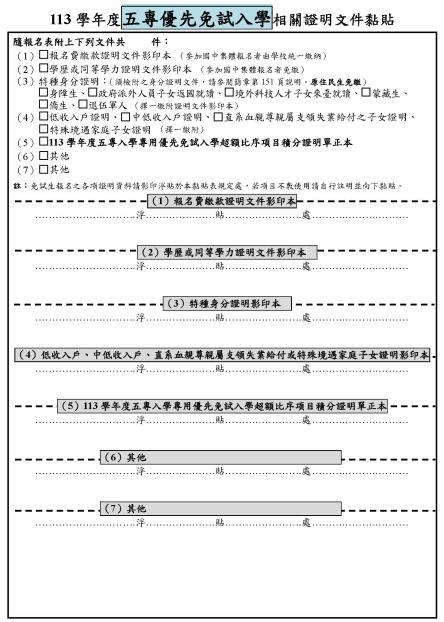 113 學年度五專優先免試入學相關證明文件黏貼
隨報名表附上下列文件共　　件：
（1）□報名費繳款證明文件影印本（參加國中集體報名者由學校統一繳納）
（2）□學歷或同等學力證明文件影印本（參加國中集體報名者免繳）
（3）特種身分證明：（須檢附之身分證明文件，請參閱簡章第 151 頁說明。原住民生免繳）
□身障生、□政府派外人員子女返國就讀、□境外科技人才子女來臺就讀、□蒙藏生、
□僑生、□退伍軍人（擇一繳附證明文件影印本）
（4）□低收入戶證明、□中低收入戶證明、□直系血親尊親屬支領失業給付之子女證明、
□特殊境遇家庭子女證明（擇一繳附）
（5）□113學年度五專入學專用優先免試入學超額比序項目積分證明單正本
（6）□其他
（7）□其他
註：免試生報名之各項證明資料請影印浮貼於本黏貼表規定處，若項目不敷使用請自行註明並向下黏貼。
（1）報名費繳款證明文件影印本
浮　貼　處
（2）學歷或同等學力證明文件影印本
浮　貼　處
（3）特種身分證明影印本
浮　貼　處
（4）低收入戶、中低收入戶、直系血親尊親屬支領失業給付或特殊境遇家庭子女證明影印本
浮　貼　處
（5）113 學年度五專入學專用優先免試入學超額比序項目積分證明單正本
浮　貼　處
（6）其他
浮　貼　處
（7）其他
浮　貼　處